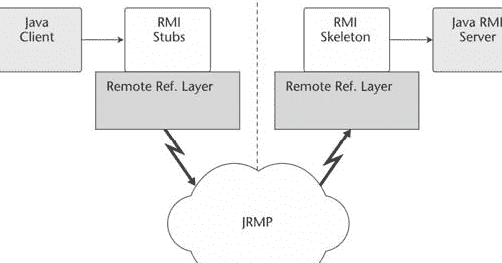 Java
Client
RMI
Stubs
RMI
Skeleton
Java RMI
Server
Remote Ref. Layer
Remote Ref. Layer
JRMP